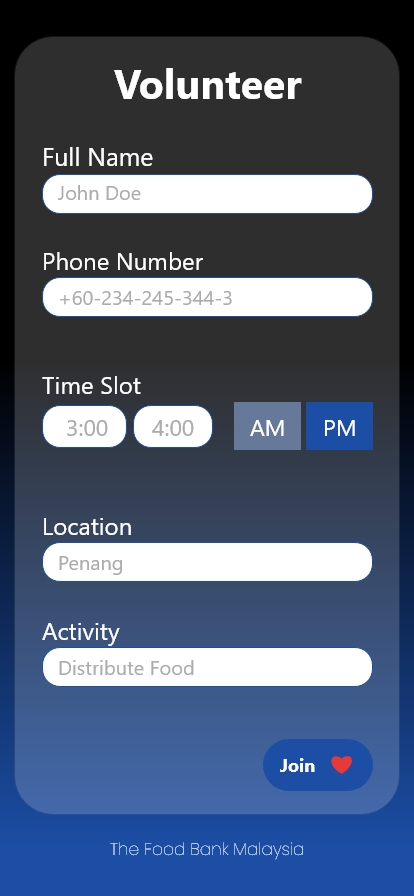 Volunteer
Full Name
John Doe
Phone Number
+60-234-245-344-3
Time Slot
3:00 4:00 AM PM
Location
Penang
Activity
Distribute Food
Join
The Food Bank Malaysia